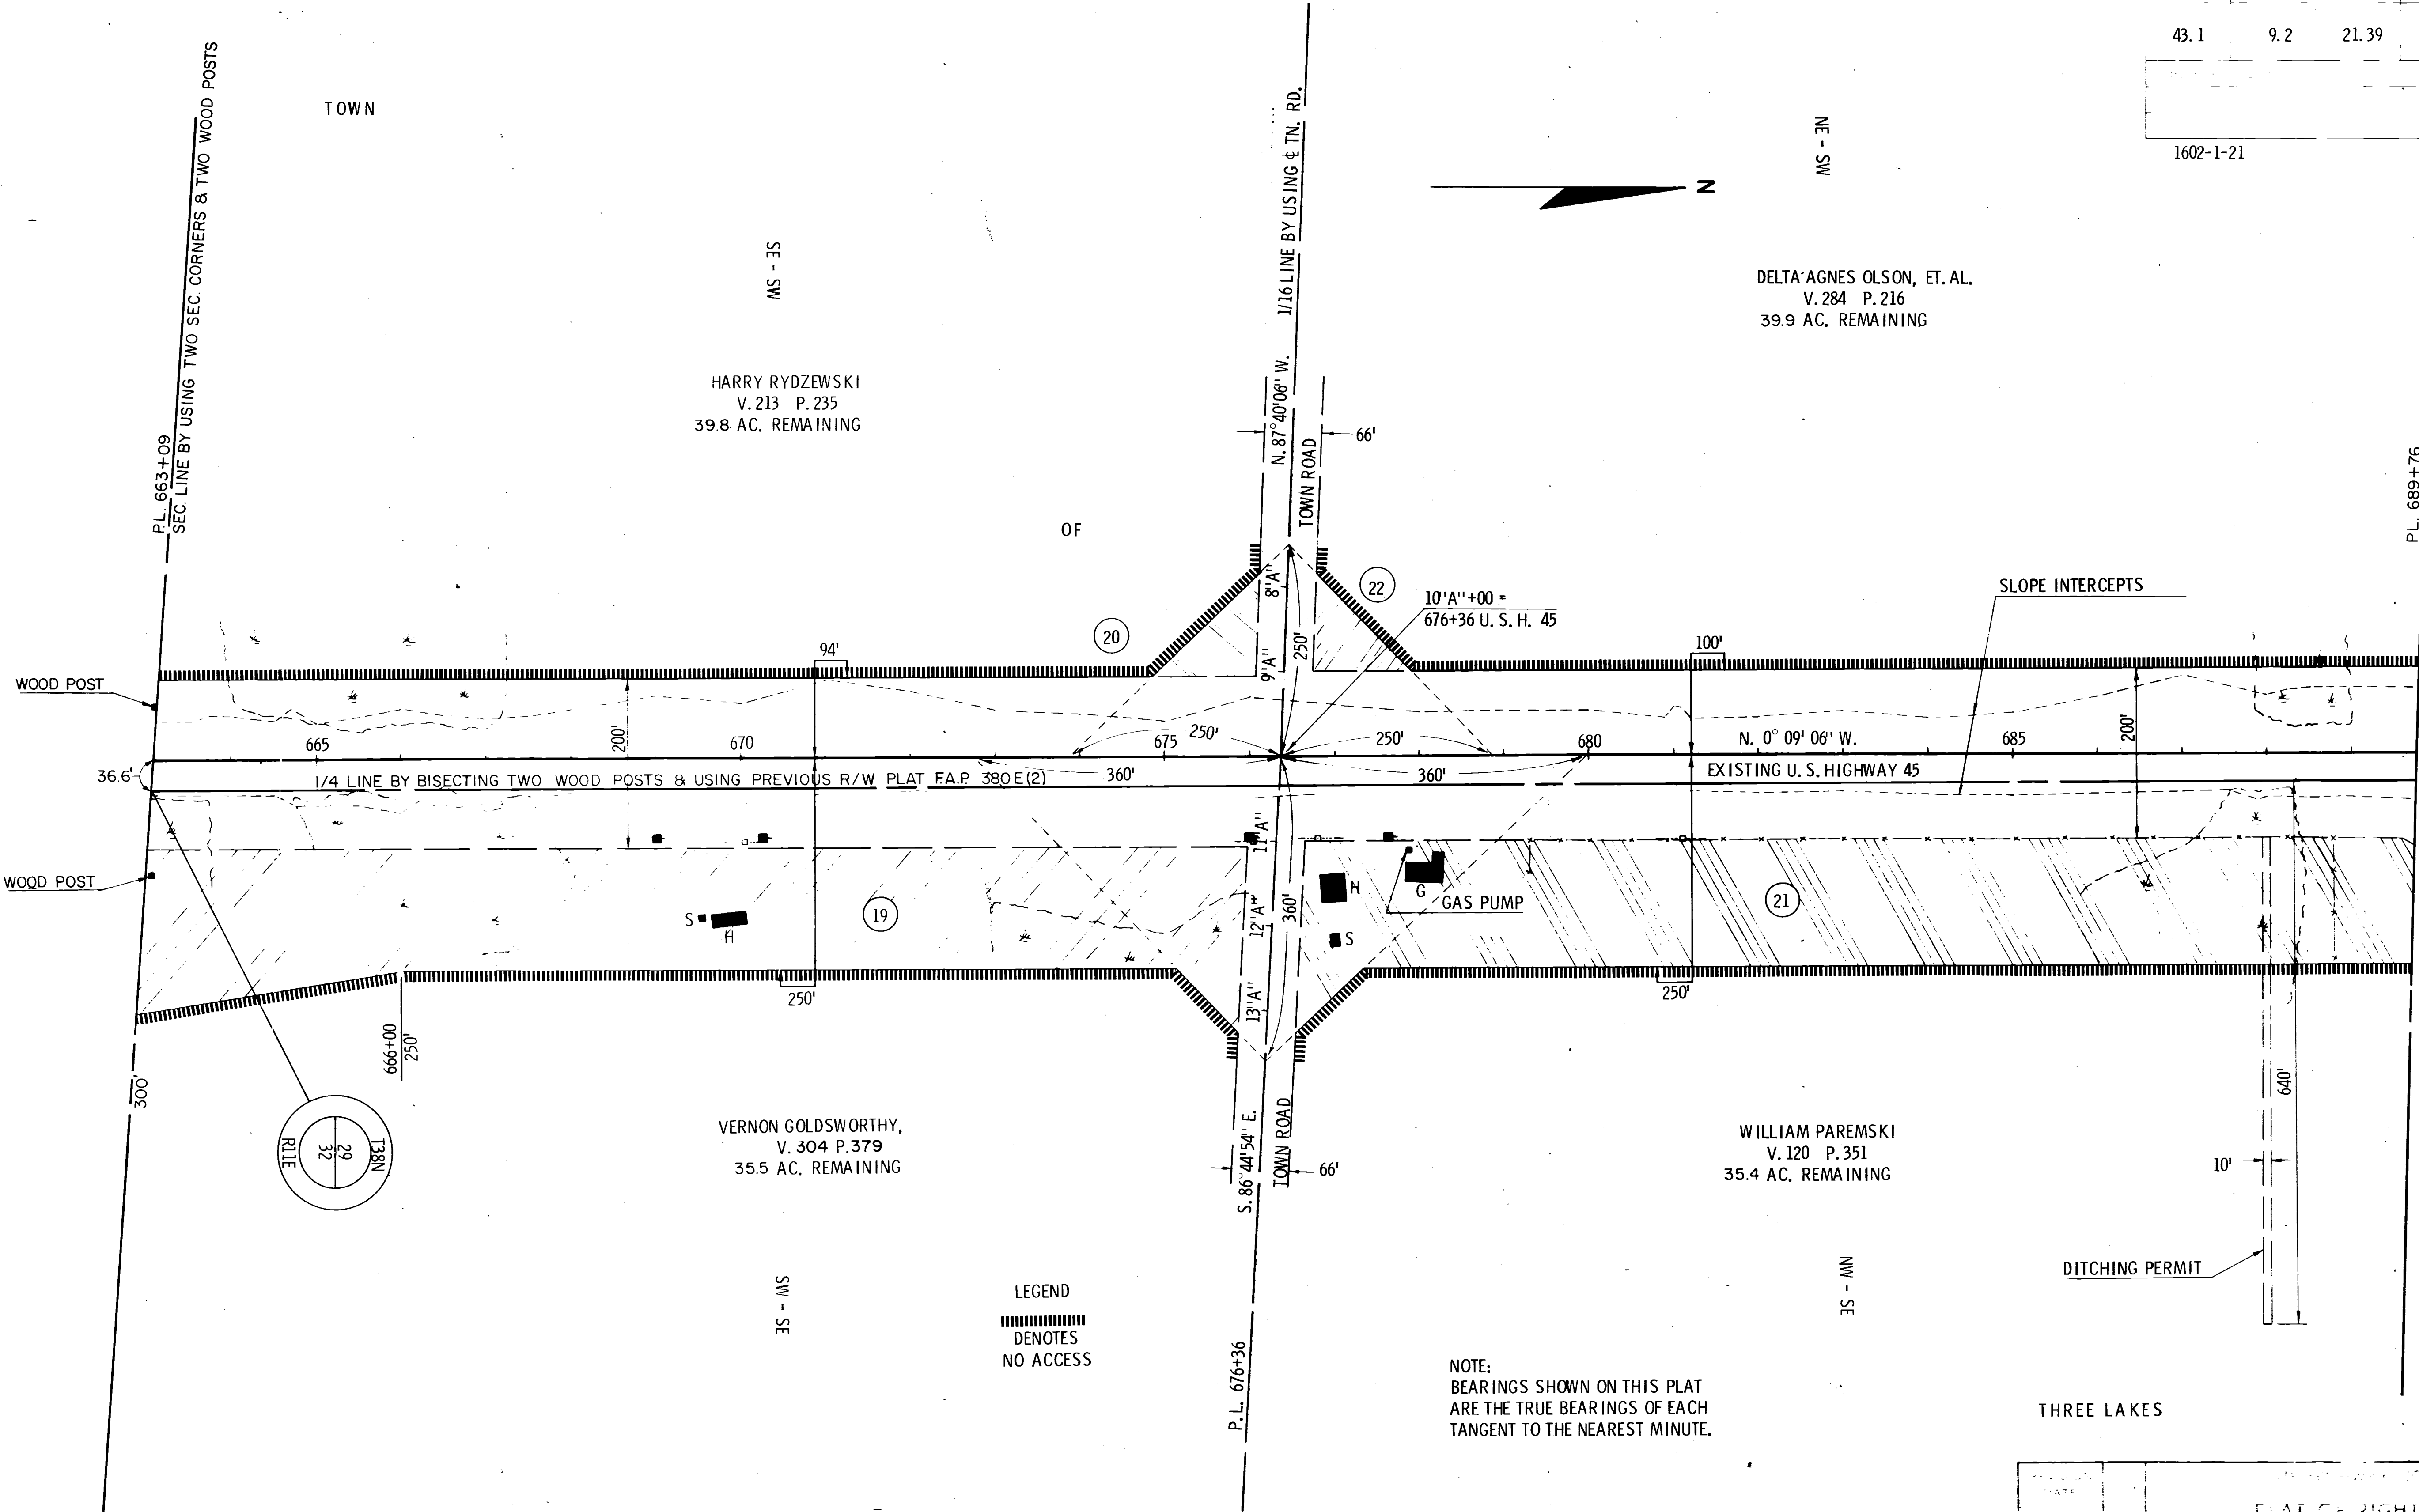 43.1 9.2 21.39
1602-1-21
TOWN
SEC. LINE BY USING TWO SEC. CORNERS & TWO WOOD POSTS
P.L. 663+09
SE - SW
HARRY RYDZEWSKI
V. 213 P. 235
39.8 AC. REMAINING
OF
1/16 LINE BY USING ℄ TN. RD.
N. 87° 40' 06" W.
TOWN ROAD
66'
N
NE - SW
DELTA AGNES OLSON, ET. AL.
V. 284 P. 216
39.9 AC. REMAINING
P.L. 689+76
20
22
8"A"
9"A"
250'
10"A"+00 =
676+36 U. S. H. 45
SLOPE INTERCEPTS
94'
100'
WOOD POST
665
200'
670
675
250'
250'
680
N. 0° 09' 06" W.
685
200'
36.6'
1/4 LINE BY BISECTING TWO WOOD POSTS & USING PREVIOUS R/W PLAT F.A.P. 380 E (2)
360'
360'
EXISTING U. S. HIGHWAY 45
WOOD POST
11"A"
12"A"
13"A"
360'
S
H
19
H
S
G
GAS PUMP
21
250'
250'
666+00
250'
300'
T38N
29
32
R11E
VERNON GOLDSWORTHY,
V. 304 P. 379
35.5 AC. REMAINING
S. 86° 44' 54" E.
TOWN ROAD
66'
WILLIAM PAREMSKI
V. 120 P. 351
35.4 AC. REMAINING
640'
10'
DITCHING PERMIT
SW - SE
NW - SE
LEGEND
DENOTES
NO ACCESS
P.L. 676+36
NOTE:
BEARINGS SHOWN ON THIS PLAT
ARE THE TRUE BEARINGS OF EACH
TANGENT TO THE NEAREST MINUTE.
THREE LAKES
DATE
PLAT OF RIGHT